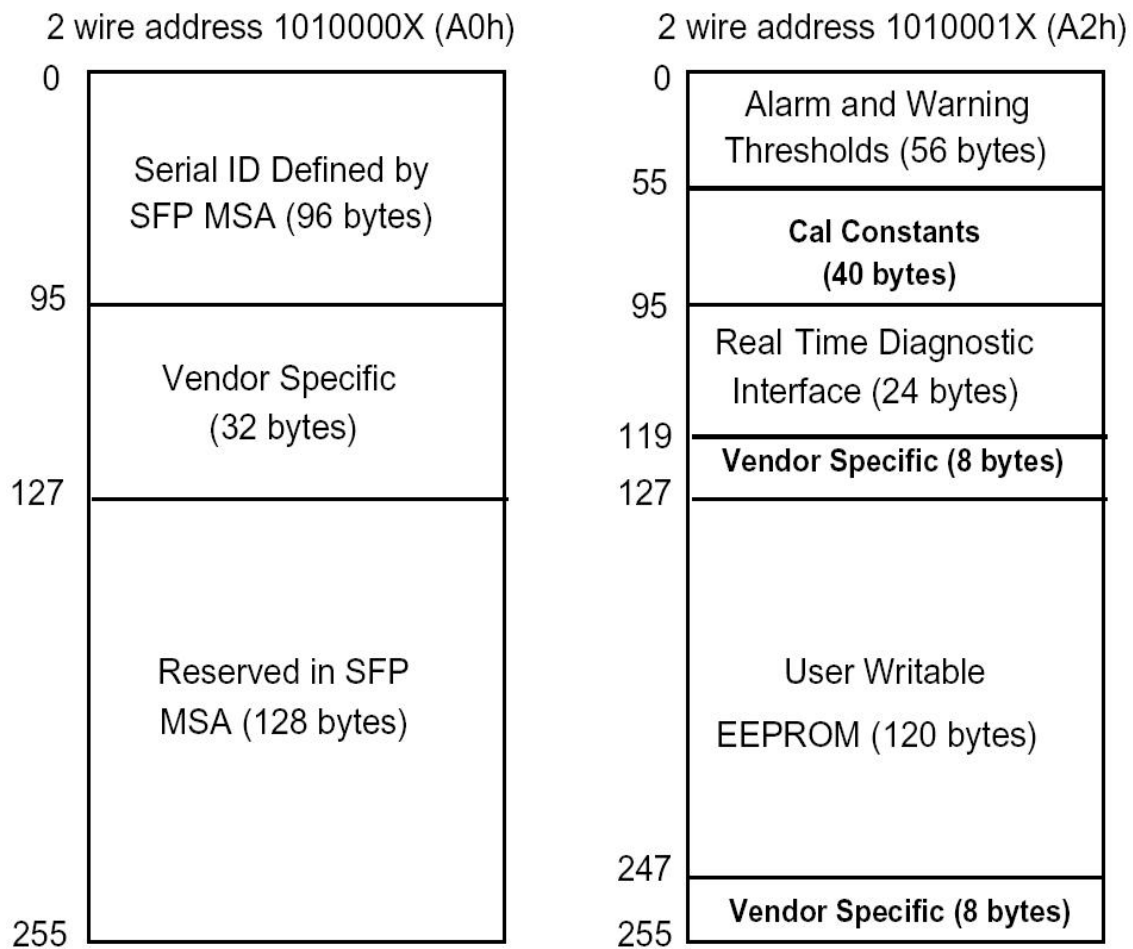 2 wire address 1010000X (A0h)
0
Serial ID Defined by
SFP MSA (96 bytes)
95
Vendor Specific
(32 bytes)
127
Reserved in SFP
MSA (128 bytes)
255
2 wire address 1010001X (A2h)
0
Alarm and Warning
Thresholds (56 bytes)
55
Cal Constants
(40 bytes)
95
Real Time Diagnostic
Interface (24 bytes)
119
Vendor Specific (8 bytes)
127
User Writable
EEPROM (120 bytes)
247
Vendor Specific (8 bytes)
255